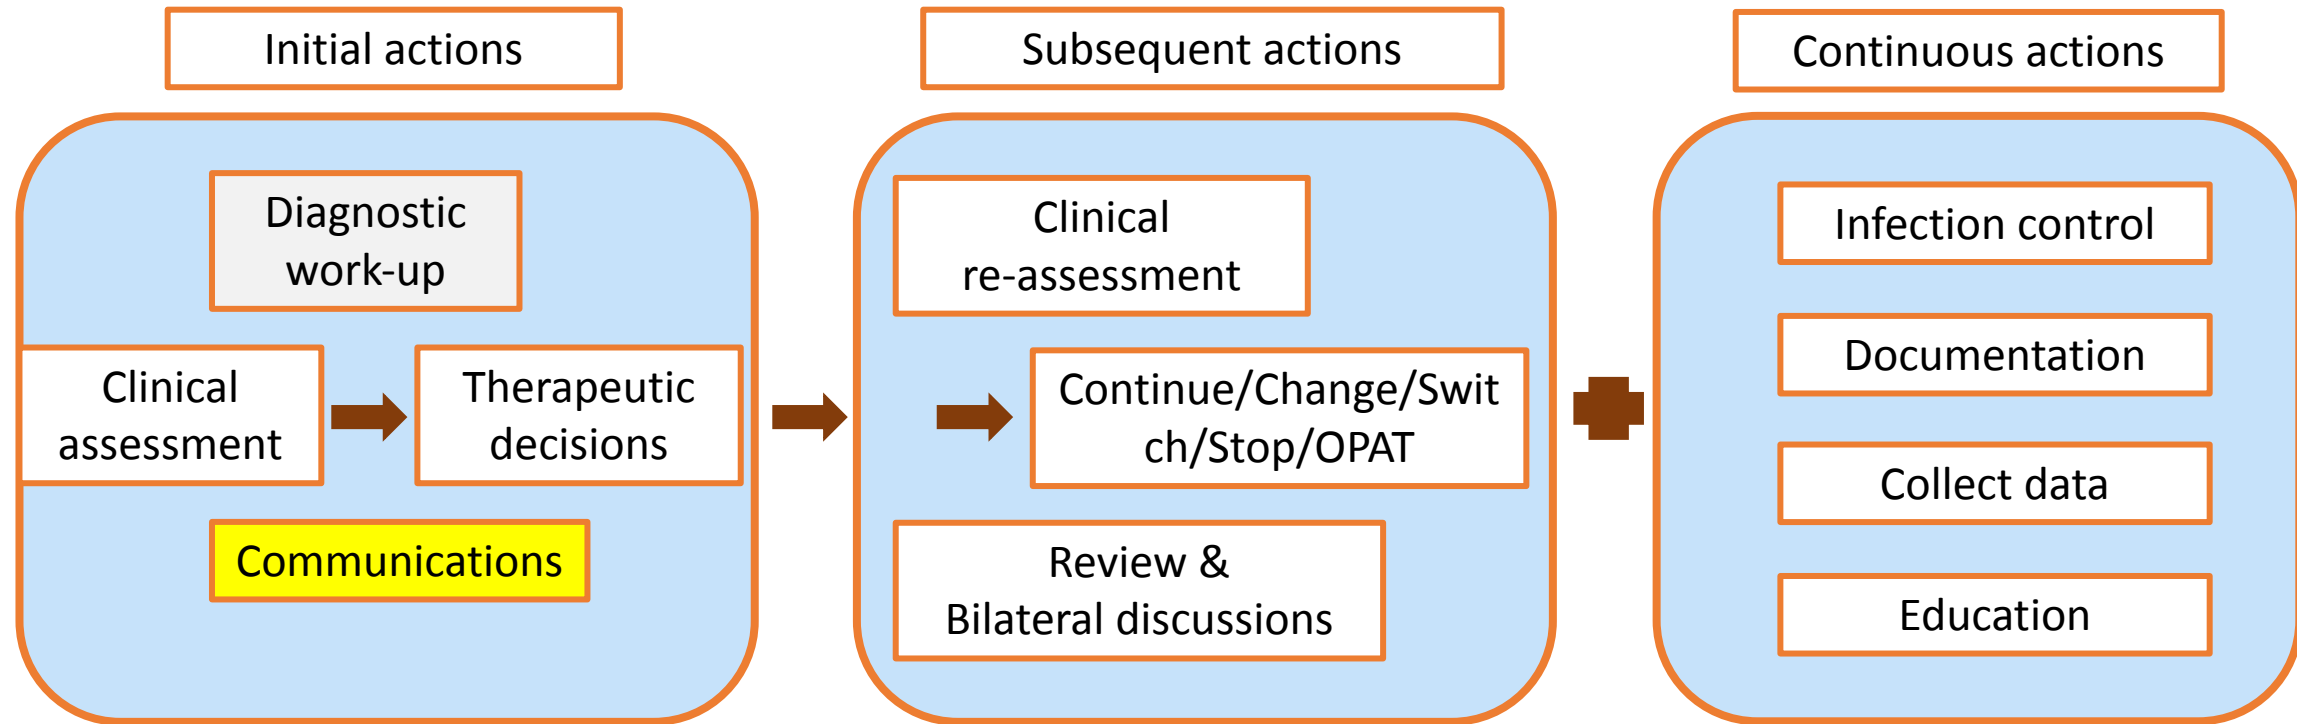 Initial actions
Diagnostic
work-up
Clinical
assessment
Therapeutic
decisions
Communications
Subsequent actions
Clinical
re-assessment
Continue/Change/Swit
ch/Stop/OPAT
Review &
Bilateral discussions
Continuous actions
Infection control
Documentation
Collect data
Education